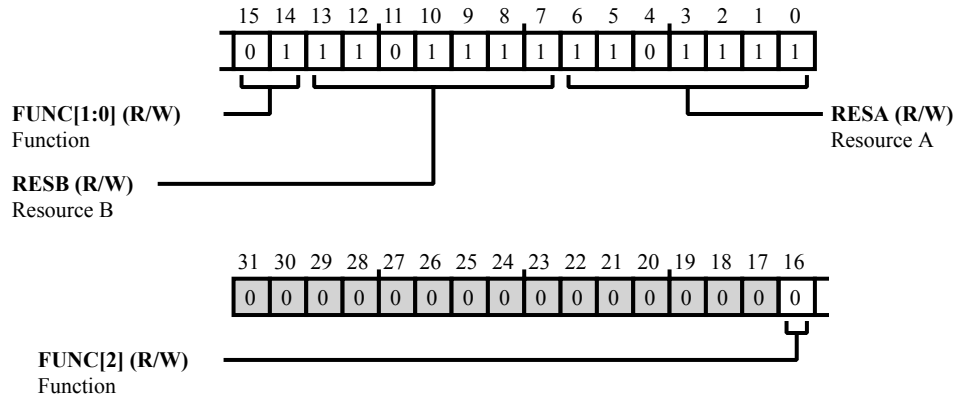 15 14 13 12 11 10 9 8 7 6 5 4 3 2 1 0
0 1 1 1 0 1 1 1 1 1 1 0 1 1 1 1
FUNC[1:0] (R/W)
Function
RESA (R/W)
Resource A
RESB (R/W)
Resource B
31 30 29 28 27 26 25 24 23 22 21 20 19 18 17 16
0 0 0 0 0 0 0 0 0 0 0 0 0 0 0 0
FUNC[2] (R/W)
Function